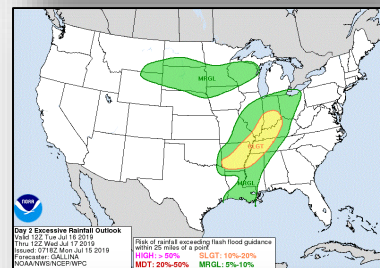 MRGL
SLGT
MRGL
NOAA
Day 2 Excessive Rainfall Outlook
Valid 12Z Tue Jul 16 2019
Thru 12Z Wed Jul 17 2019
Issued: 0718Z Mon Jul 15 2019
Forecaster: GALLINA
NOAA/NWS/NCEP/WPC
Risk of rainfall exceeding flash flood guidance
within 25 miles of a point.
HIGH: > 50% SLGT: 10%-20%
MDT: 20%-50% MRGL: 5%-10%